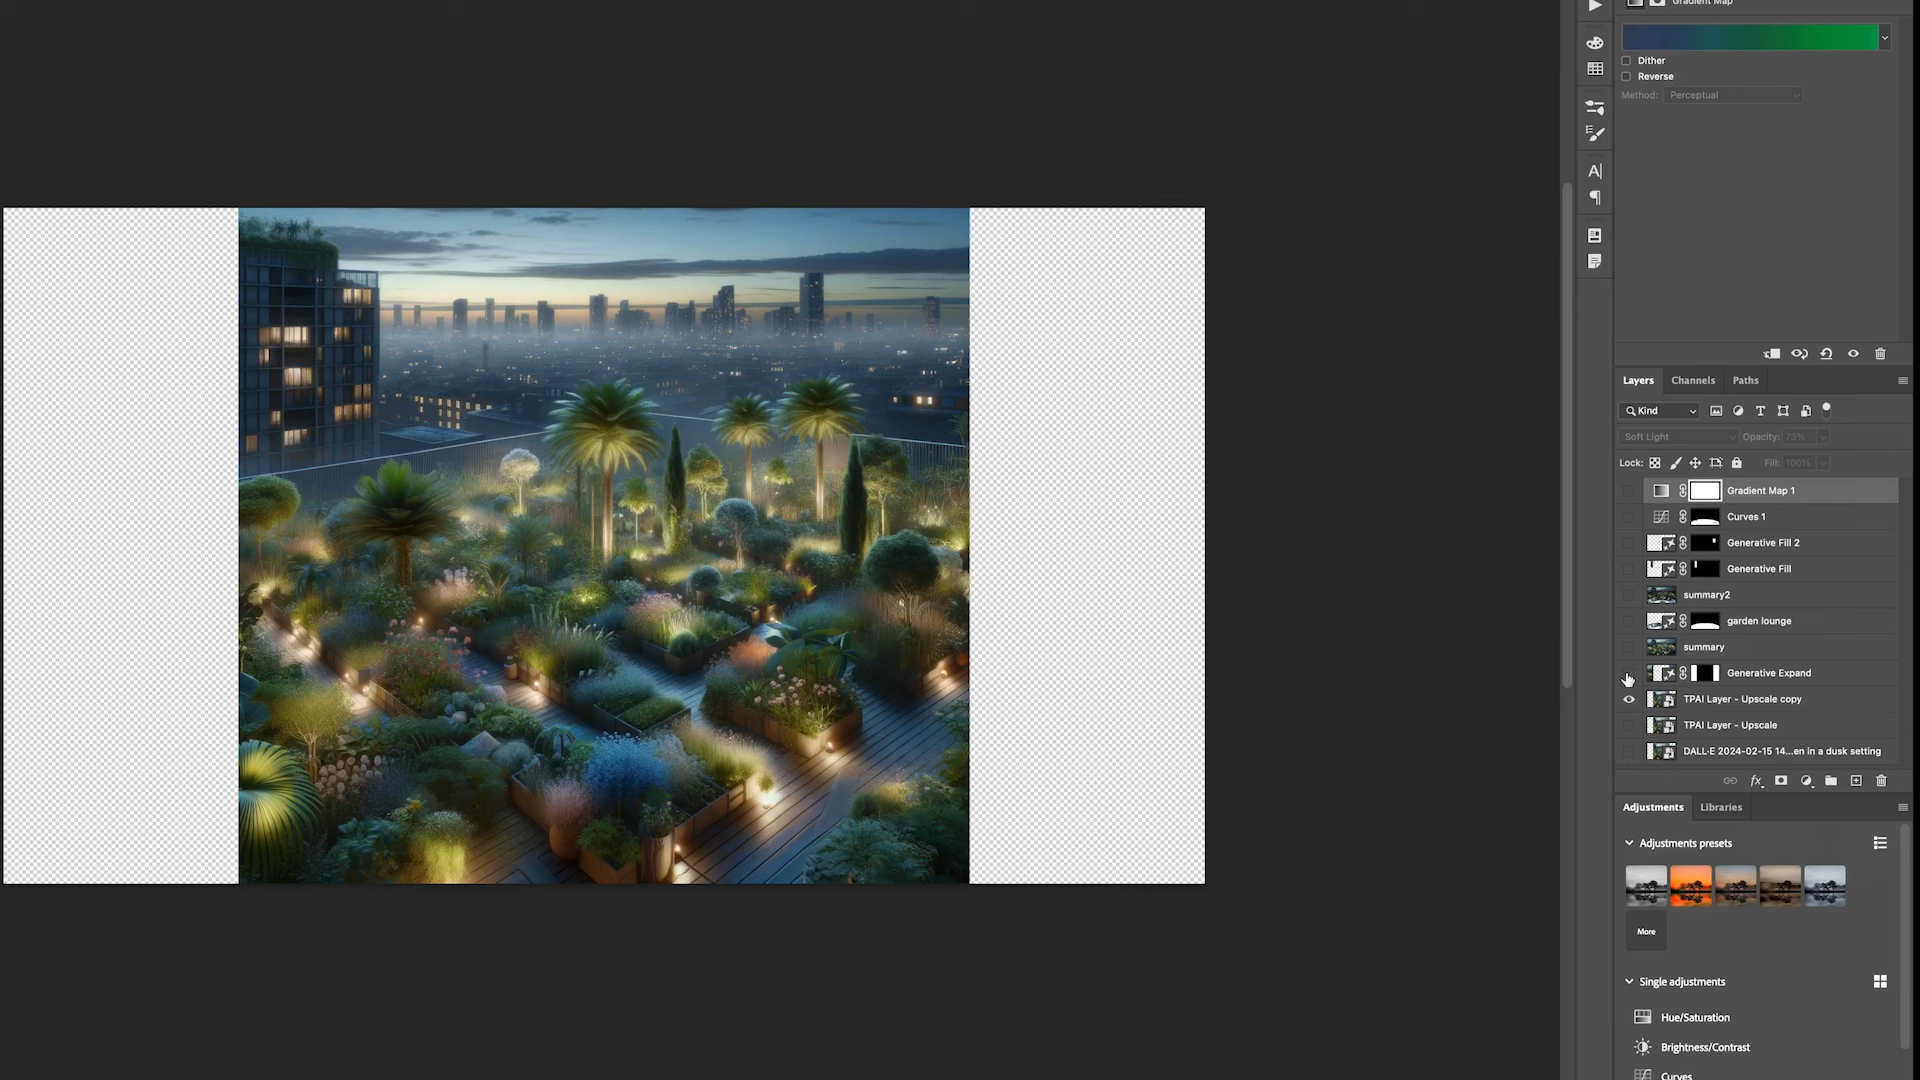 Gradient Map
Dither
Reverse
Method: Perceptual
Layers Channels Paths
Kind
Soft Light Opacity: 73%
Lock: Fill: 100%
Gradient Map 1
Curves 1
Generative Fill 2
Generative Fill
summary2
garden lounge
summary
Generative Expand
TPAI Layer - Upscale copy
TPAI Layer - Upscale
DALL·E 2024-02-15 14...en in a dusk setting
fx
Adjustments Libraries
Adjustments presets
More
Single adjustments
Hue/Saturation
Brightness/Contrast
Curves